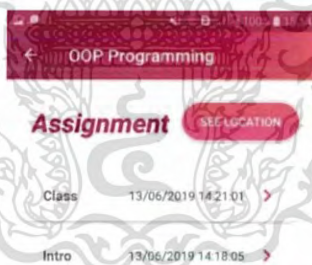 OOP Programming
Assignment
SEE LOCATION
Class 13/06/2019 14:21:01
Intro 13/06/2019 14:18:05